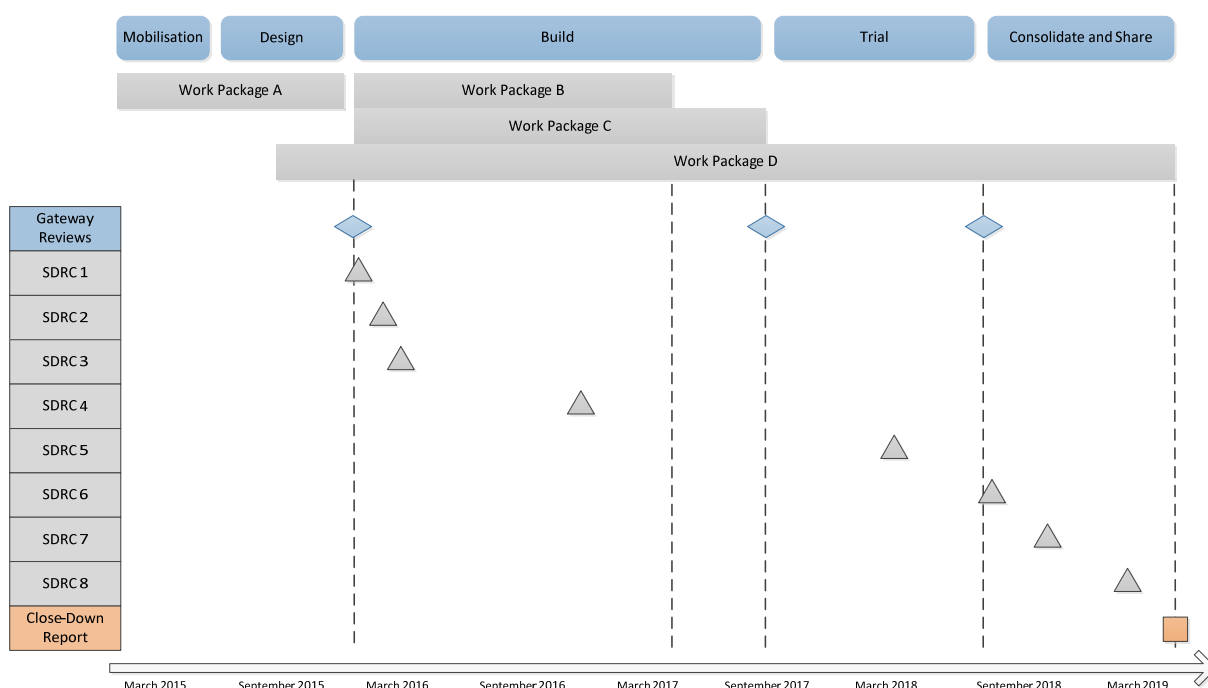 Mobilisation
Design
Build
Trial
Consolidate and Share
Work Package A
Work Package B
Work Package C
Work Package D
Gateway
Reviews
SDRC 1
SDRC 2
SDRC 3
SDRC 4
SDRC 5
SDRC 6
SDRC 7
SDRC 8
Close-Down
Report
March 2015
September 2015
March 2016
September 2016
March 2017
September 2017
March 2018
September 2018
March 2019